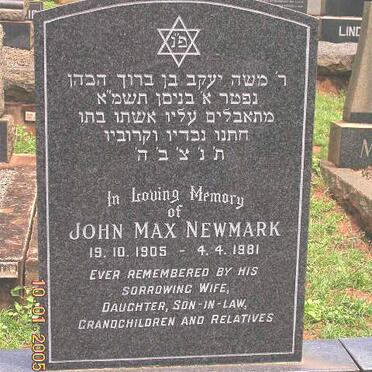 פ"נ
ר' משה יעקב בן ברוך הכהן
נפטר א' בניסן תשמ"א
מתאבלים עליו אשתו בתו
חתנו נכדיו וקרוביו
ת' נ' צ' ב' ה'
In Loving Memory
of
JOHN MAX NEWMARK
19.10.1905 - 4.4.1981
EVER REMEMBERED BY HIS
SORROWING WIFE,
DAUGHTER, SON-IN-LAW,
GRANDCHILDREN AND RELATIVES
LIND
M
10.01.2005